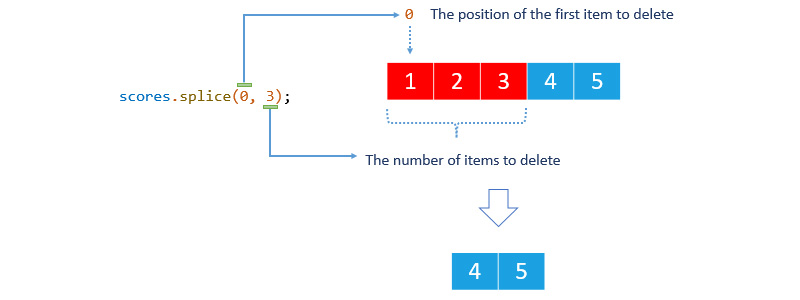 0 The position of the first item to delete
1 2 3 4 5
scores.splice(0, 3);
The number of items to delete
4 5